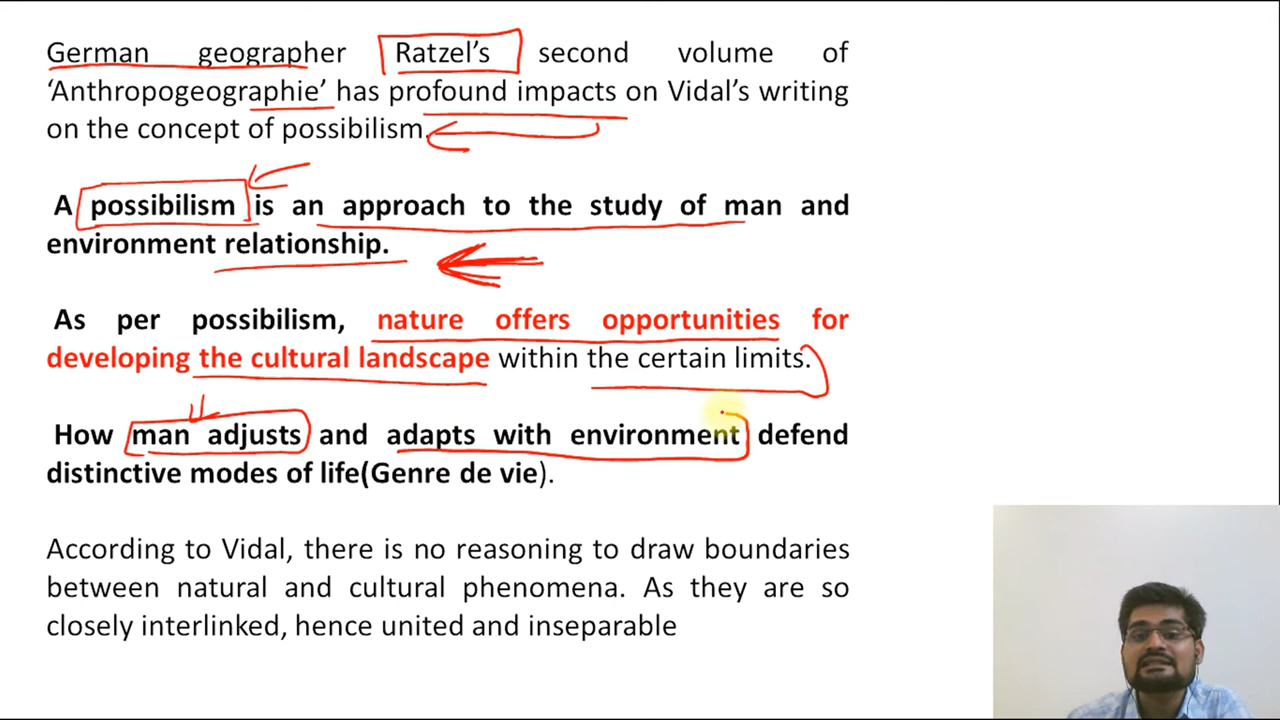 German geographer Ratzel’s second volume of
‘Anthropogeographie’ has profound impacts on Vidal’s writing
on the concept of possibilism.
A possibilism is an approach to the study of man and
environment relationship.
As per possibilism, nature offers opportunities for
developing the cultural landscape within the certain limits.
How man adjusts and adapts with environment defend
distinctive modes of life(Genre de vie).
According to Vidal, there is no reasoning to draw boundaries
between natural and cultural phenomena. As they are so
closely interlinked, hence united and inseparable